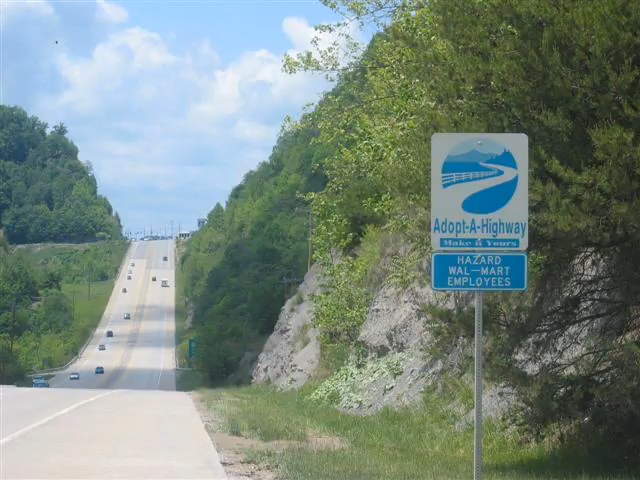 Adopt-A-Highway
Make it Yours
HAZARD
WAL-MART
EMPLOYEES